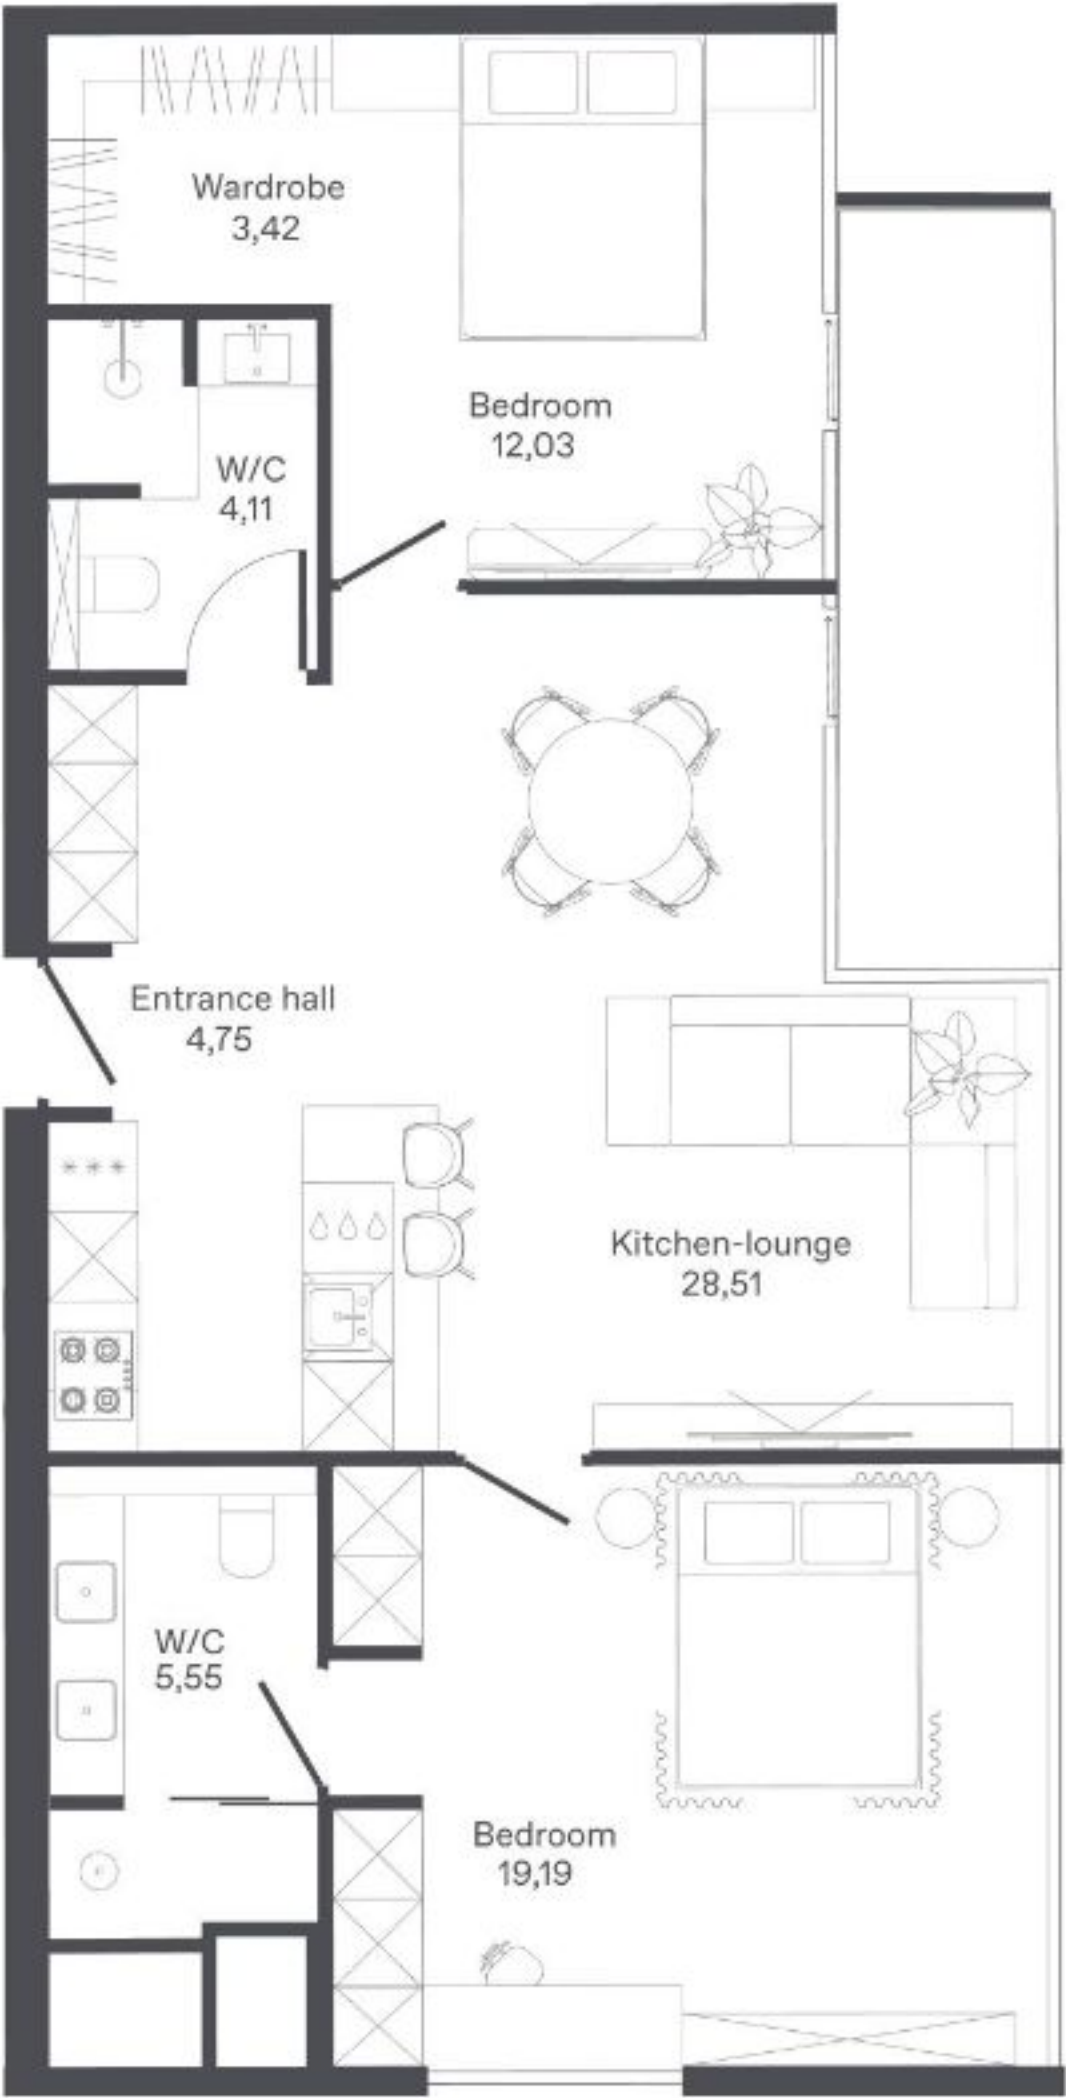 Wardrobe
3,42
Bedroom
12,03
W/C
4,11
Entrance hall
4,75
Kitchen-lounge
28,51
W/C
5,55
Bedroom
19,19